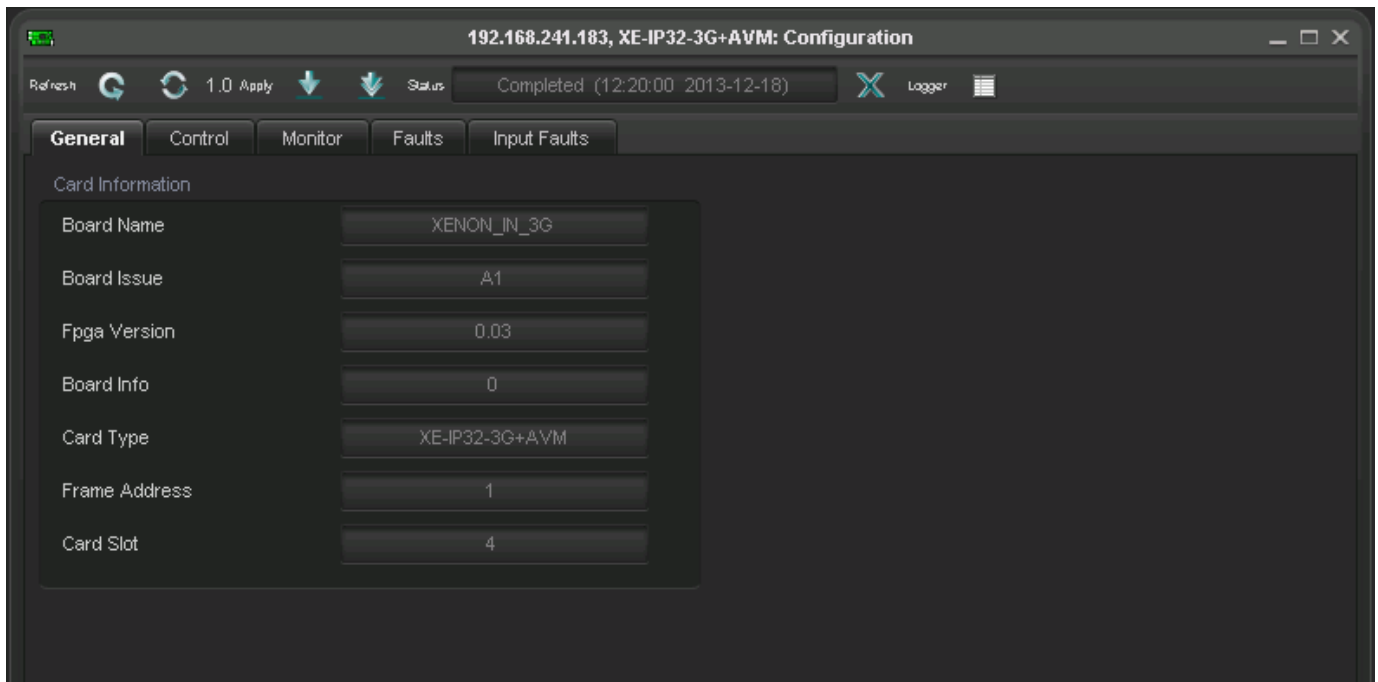 192.168.241.183, XE-IP32-3G+AVM: Configuration
Refresh 1.0 Apply Status Completed (12:20:00 2013-12-18) Logger
General Control Monitor Faults Input Faults
Card Information
Board Name XENON_IN_3G
Board Issue A1
Fpga Version 0.03
Board Info 0
Card Type XE-IP32-3G+AVM
Frame Address 1
Card Slot 4